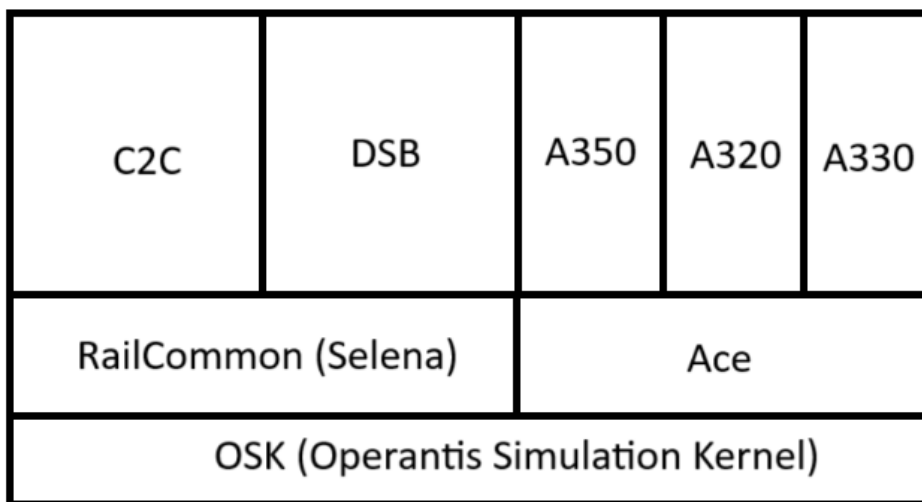 C2C
DSB
A350
A320
A330
RailCommon (Selena)
Ace
OSK (Operantis Simulation Kernel)